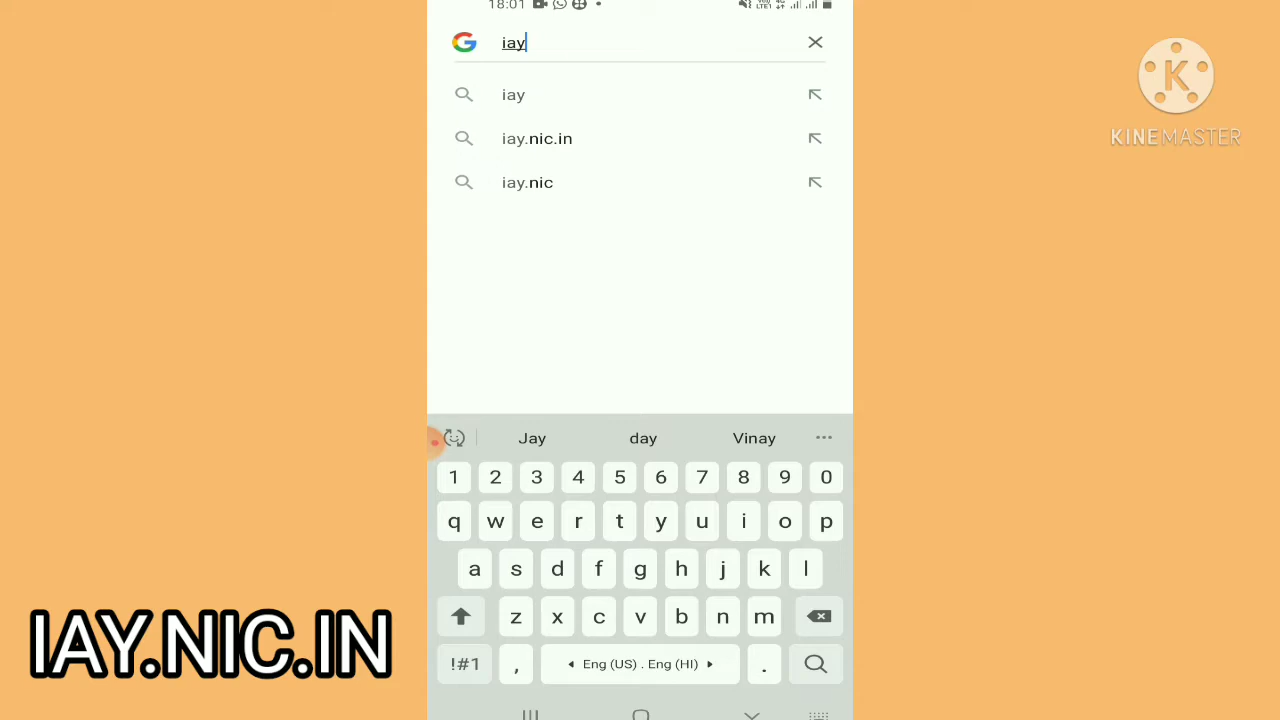 18:01
iay
iay
iay.nic.in
iay.nic
Jay day Vinay
1 2 3 4 5 6 7 8 9 0
q w e r t y u i o p
a s d f g h j k l
z x c v b n m
!#1 , Eng (US) . Eng (HI) .
K
KINEMASTER
IAY.NIC.IN